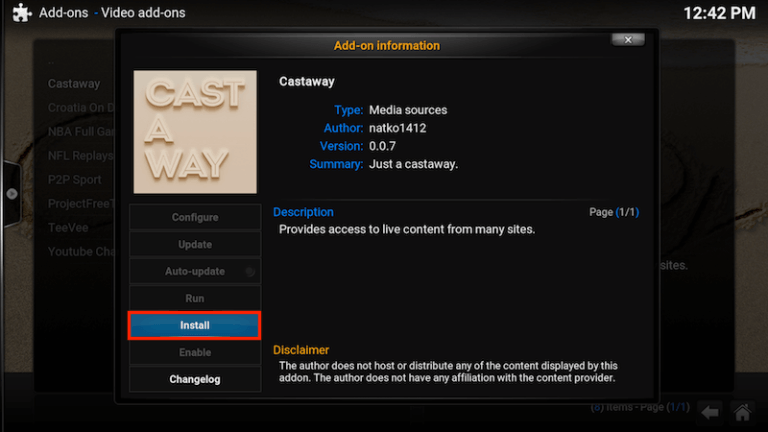 Add-ons - Video add-ons
12:42 PM
Add-on information
CAST
A
WAY
Castaway
Type: Media sources
Author: natko1412
Version: 0.0.7
Summary: Just a castaway.
Configure
Update
Auto-update
Run
Install
Enable
Changelog
Description
Page (1/1)
Provides access to live content from many sites.
Disclaimer
The author does not host or distribute any of the content displayed by this
addon. The author does not have any affiliation with the content provider.
..
Castaway
Croatia On D
NBA Full Gam
NFL Replays
P2P Sport
ProjectFreeT
TeeVee
Youtube Cha
sites.
(8) items - Page (1/1)